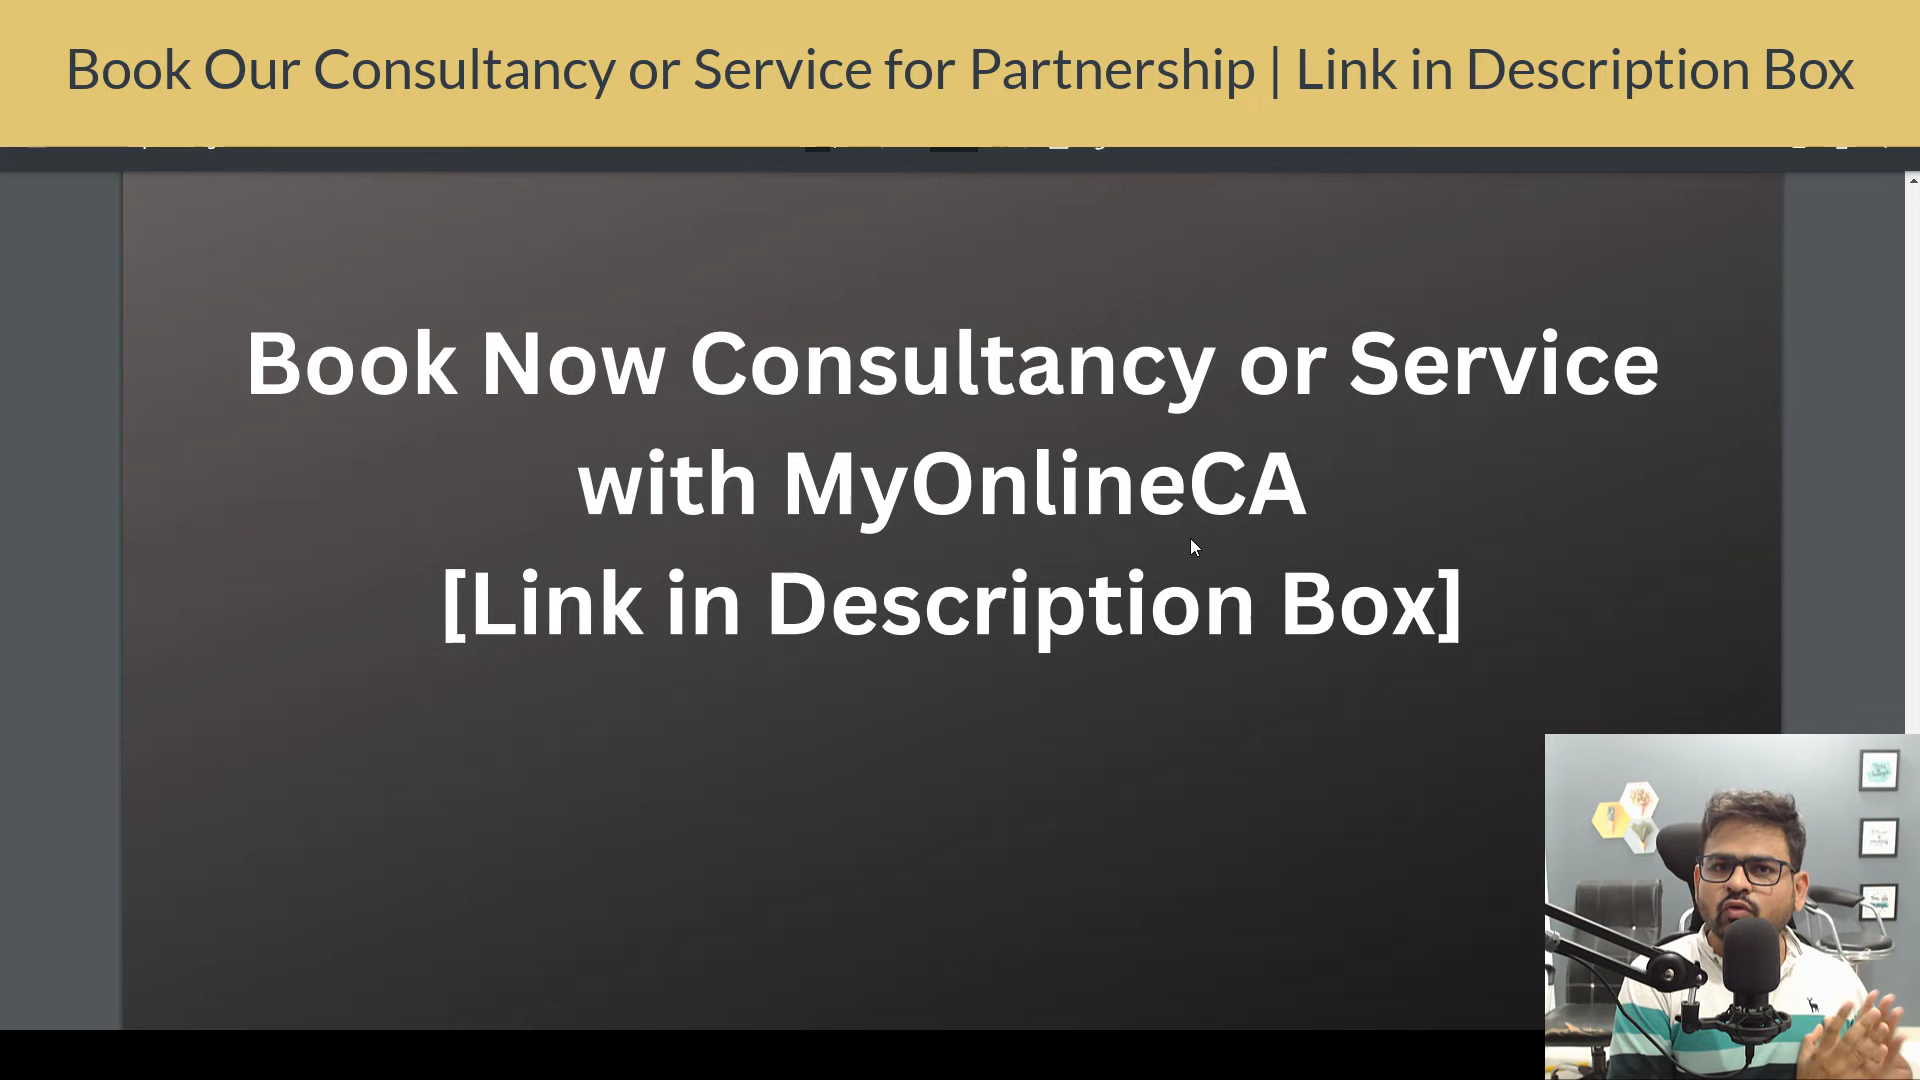 Book Our Consultancy or Service for Partnership | Link in Description Box
Book Now Consultancy or Service
with MyOnlineCA
[Link in Description Box]